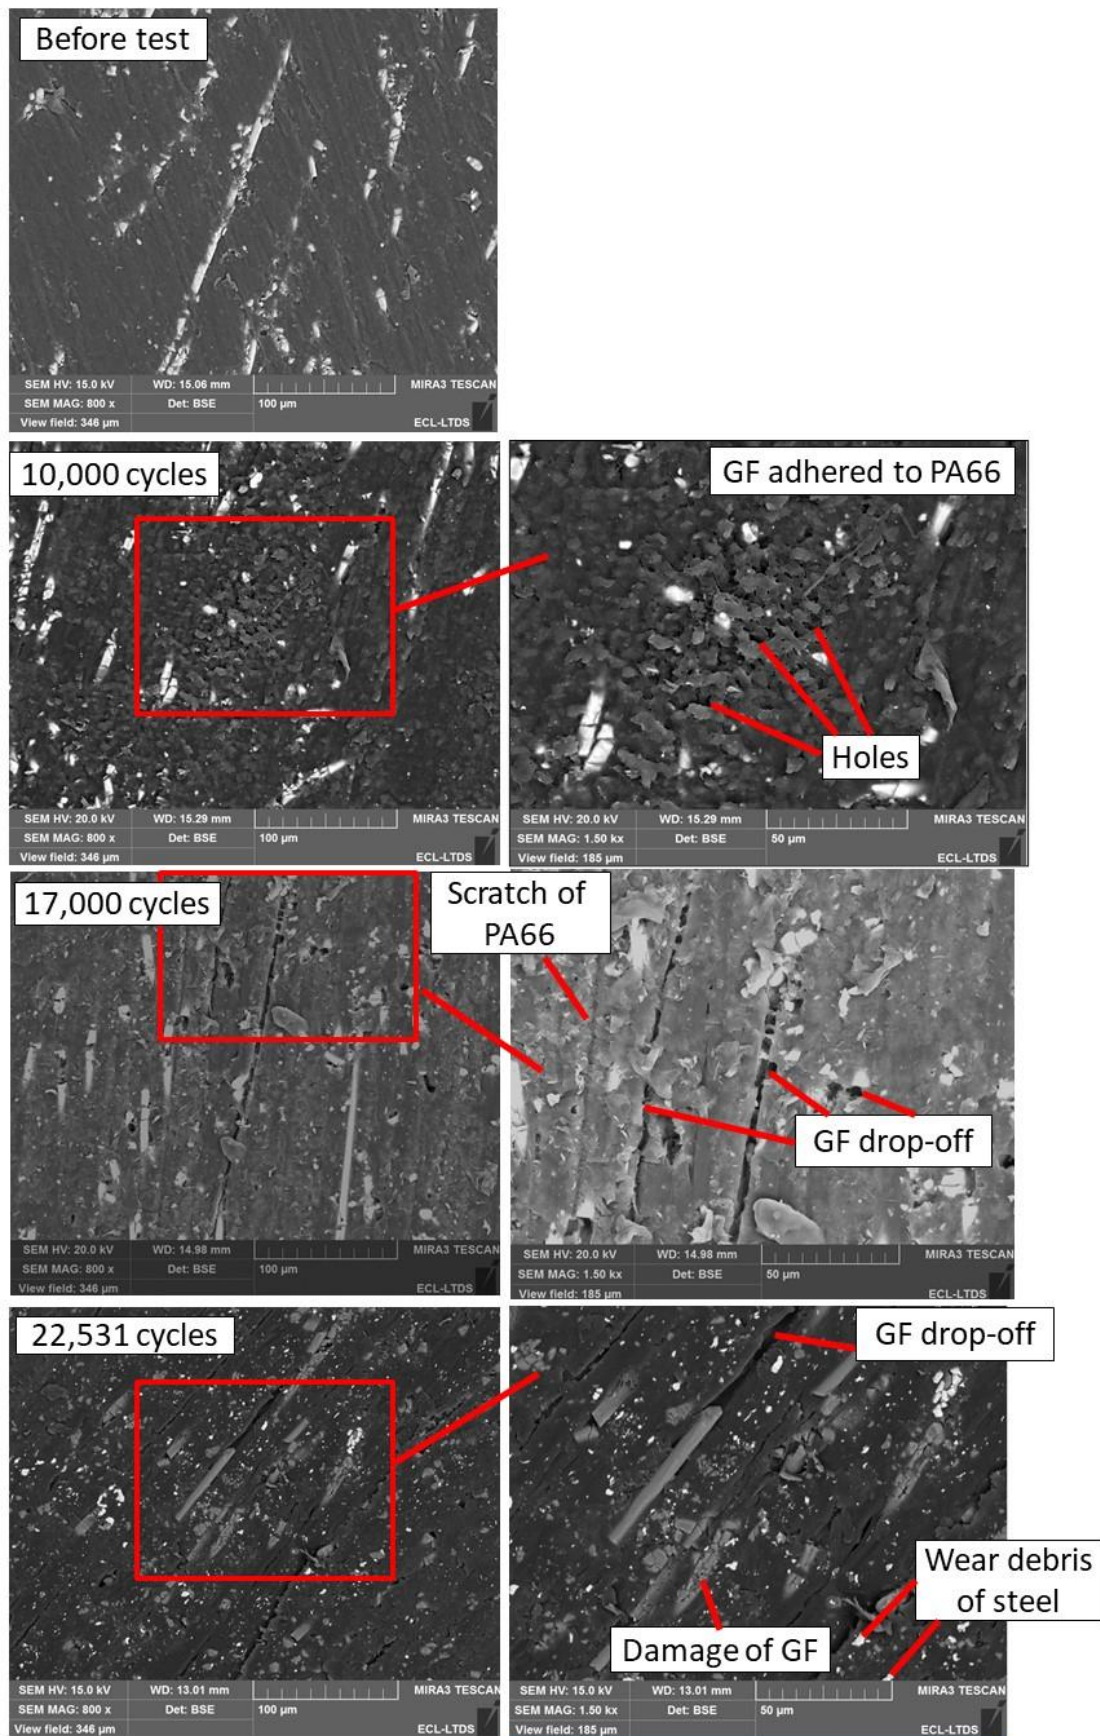 Before test
SEM HV: 15.0 kV WD: 15.06 mm MIRA3 TESCAN
SEM MAG: 800 x Det: BSE 100 µm
View field: 346 µm ECL-LTDS
10,000 cycles
SEM HV: 20.0 kV WD: 15.29 mm MIRA3 TESCAN
SEM MAG: 800 x Det: BSE 100 µm
View field: 346 µm ECL-LTDS
GF adhered to PA66
Holes
SEM HV: 20.0 kV WD: 15.29 mm MIRA3 TESCAN
SEM MAG: 1.50 kx Det: BSE 50 µm
View field: 185 µm ECL-LTDS
17,000 cycles
SEM HV: 20.0 kV WD: 14.98 mm MIRA3 TESCAN
SEM MAG: 800 x Det: BSE 100 µm
View field: 346 µm ECL-LTDS
Scratch of
PA66
GF drop-off
SEM HV: 20.0 kV WD: 14.98 mm MIRA3 TESCAN
SEM MAG: 1.50 kx Det: BSE 50 µm
View field: 185 µm ECL-LTDS
22,531 cycles
SEM HV: 15.0 kV WD: 13.01 mm MIRA3 TESCAN
SEM MAG: 800 x Det: BSE 100 µm
View field: 346 µm ECL-LTDS
GF drop-off
Wear debris
of steel
Damage of GF
SEM HV: 15.0 kV WD: 13.01 mm MIRA3 TESCAN
SEM MAG: 1.50 kx Det: BSE 50 µm
View field: 185 µm ECL-LTDS